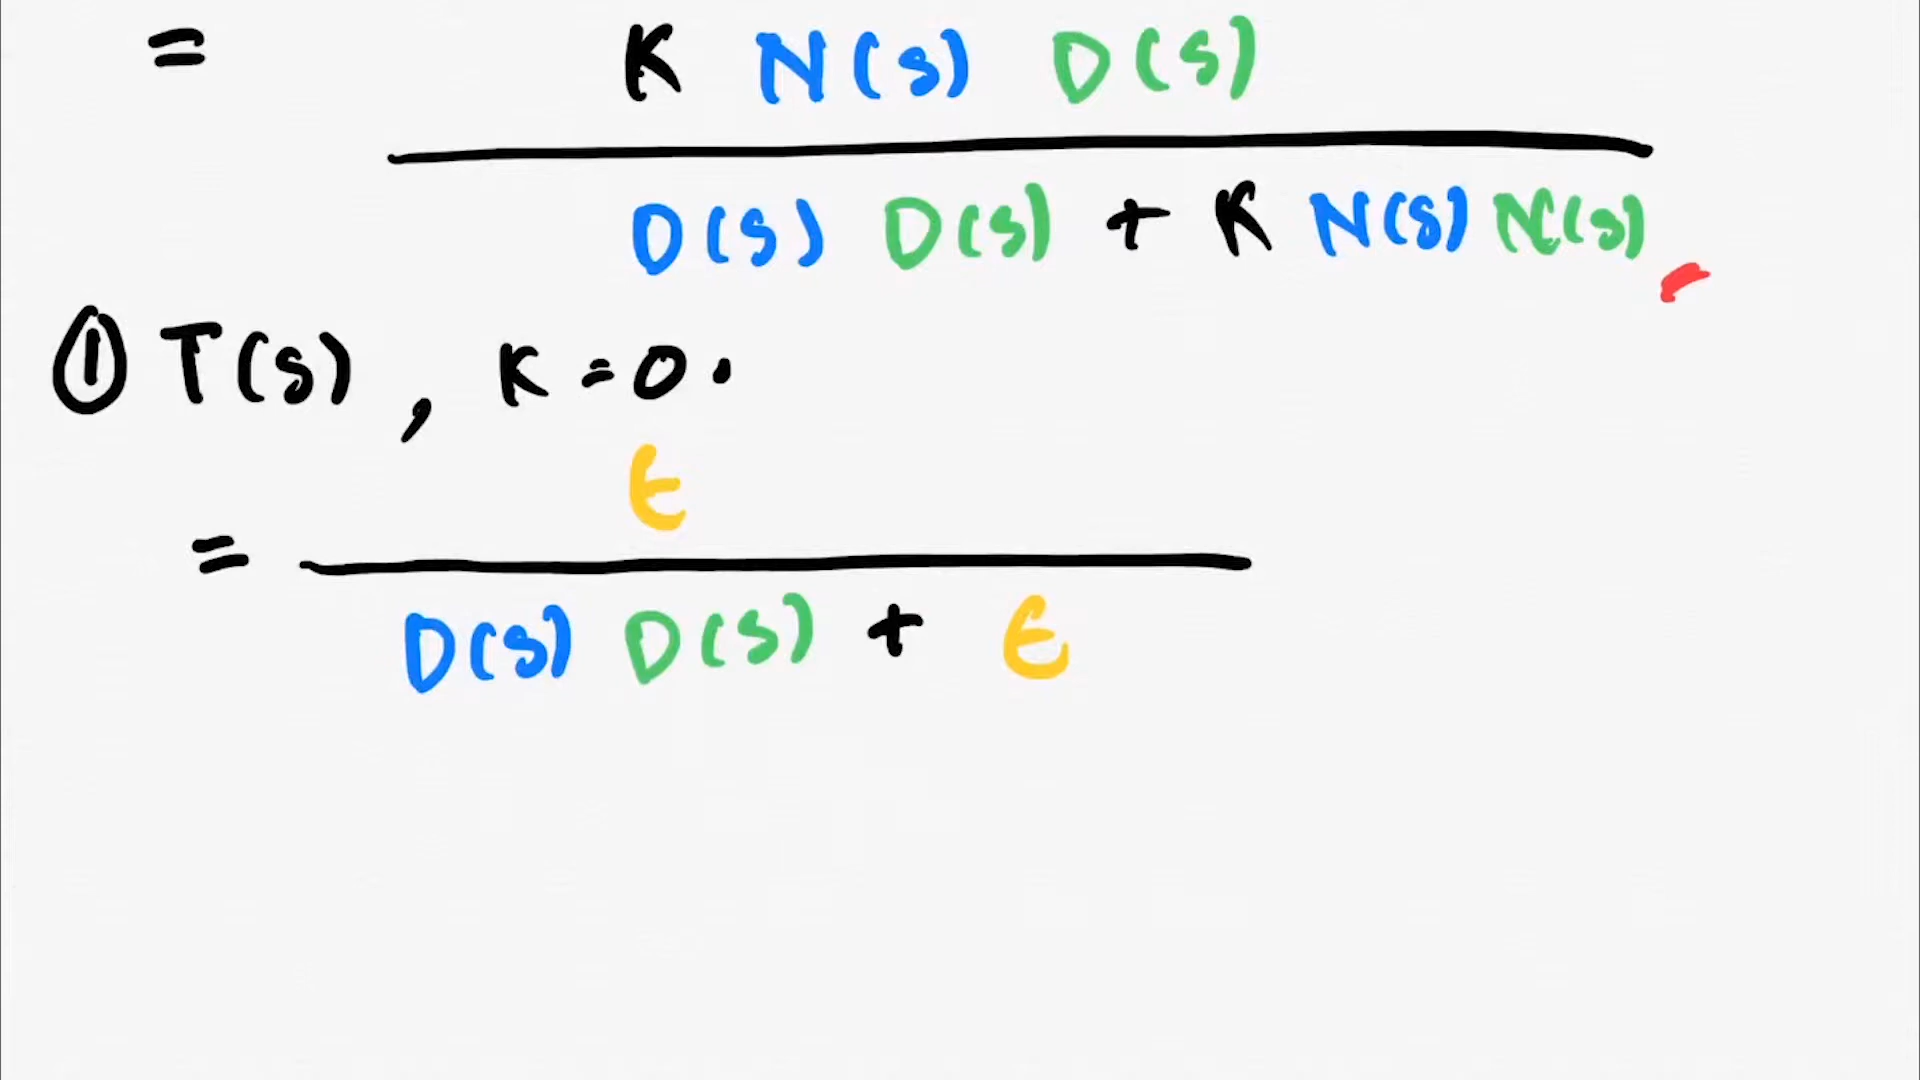 = K N(s) D(s)
D(s) D(s) + K N(s) N(s)
① T(s), K = 0.
= ε
D(s) D(s) + ε